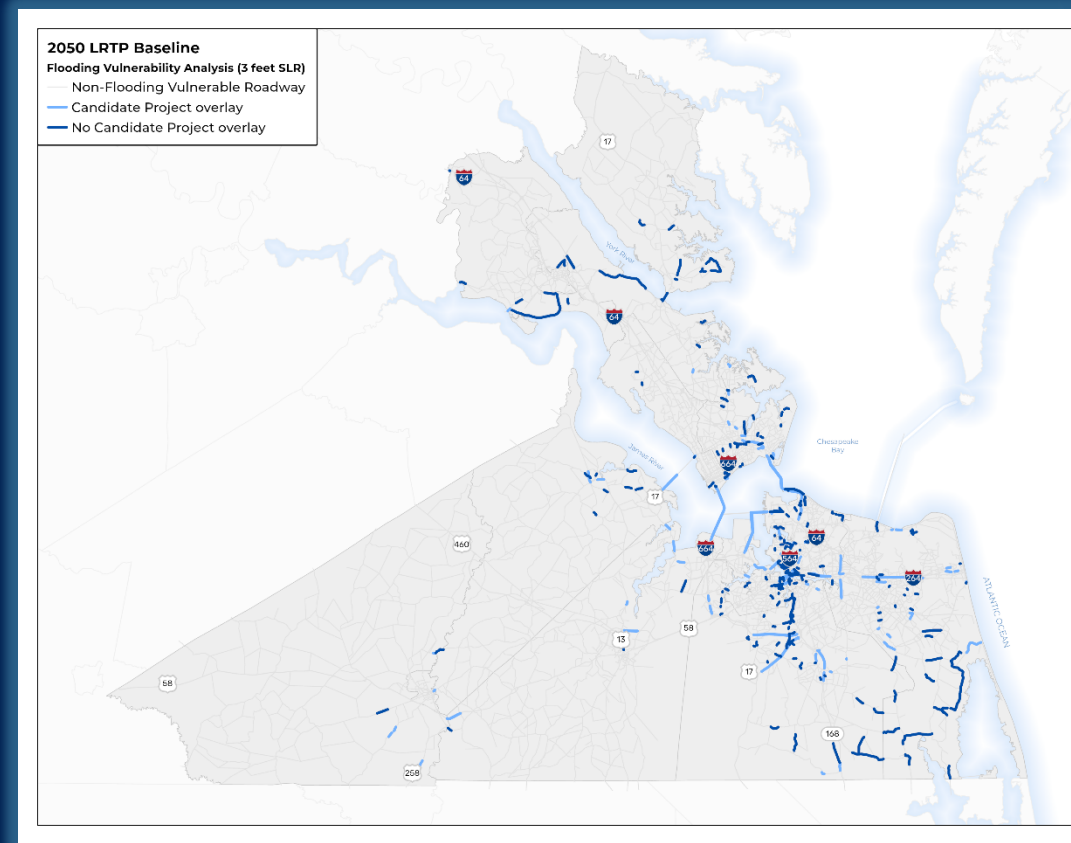 2050 LRTP Baseline
Flooding Vulnerability Analysis (3 feet SLR)
Non-Flooding Vulnerable Roadway
Candidate Project overlay
No Candidate Project overlay
17
64
York River
64
Chesapeake
Bay
James River
664
17
460
664
64
564
264
ATLANTIC OCEAN
13
58
17
58
168
258